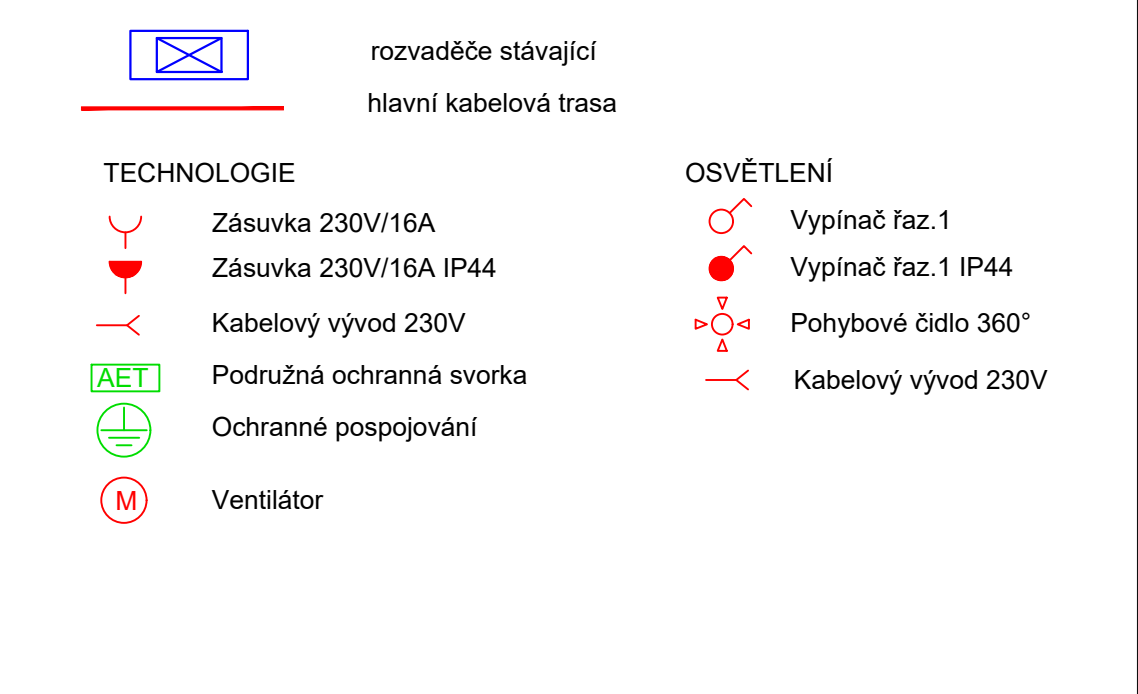 rozvaděče stávající
hlavní kabelová trasa
TECHNOLOGIE
Zásuvka 230V/16A
Zásuvka 230V/16A IP44
Kabelový vývod 230V
AET Podružná ochranná svorka
Ochranné pospojování
M Ventilátor
OSVĚTLENÍ
Vypínač řaz.1
Vypínač řaz.1 IP44
Pohybové čidlo 360°
Kabelový vývod 230V